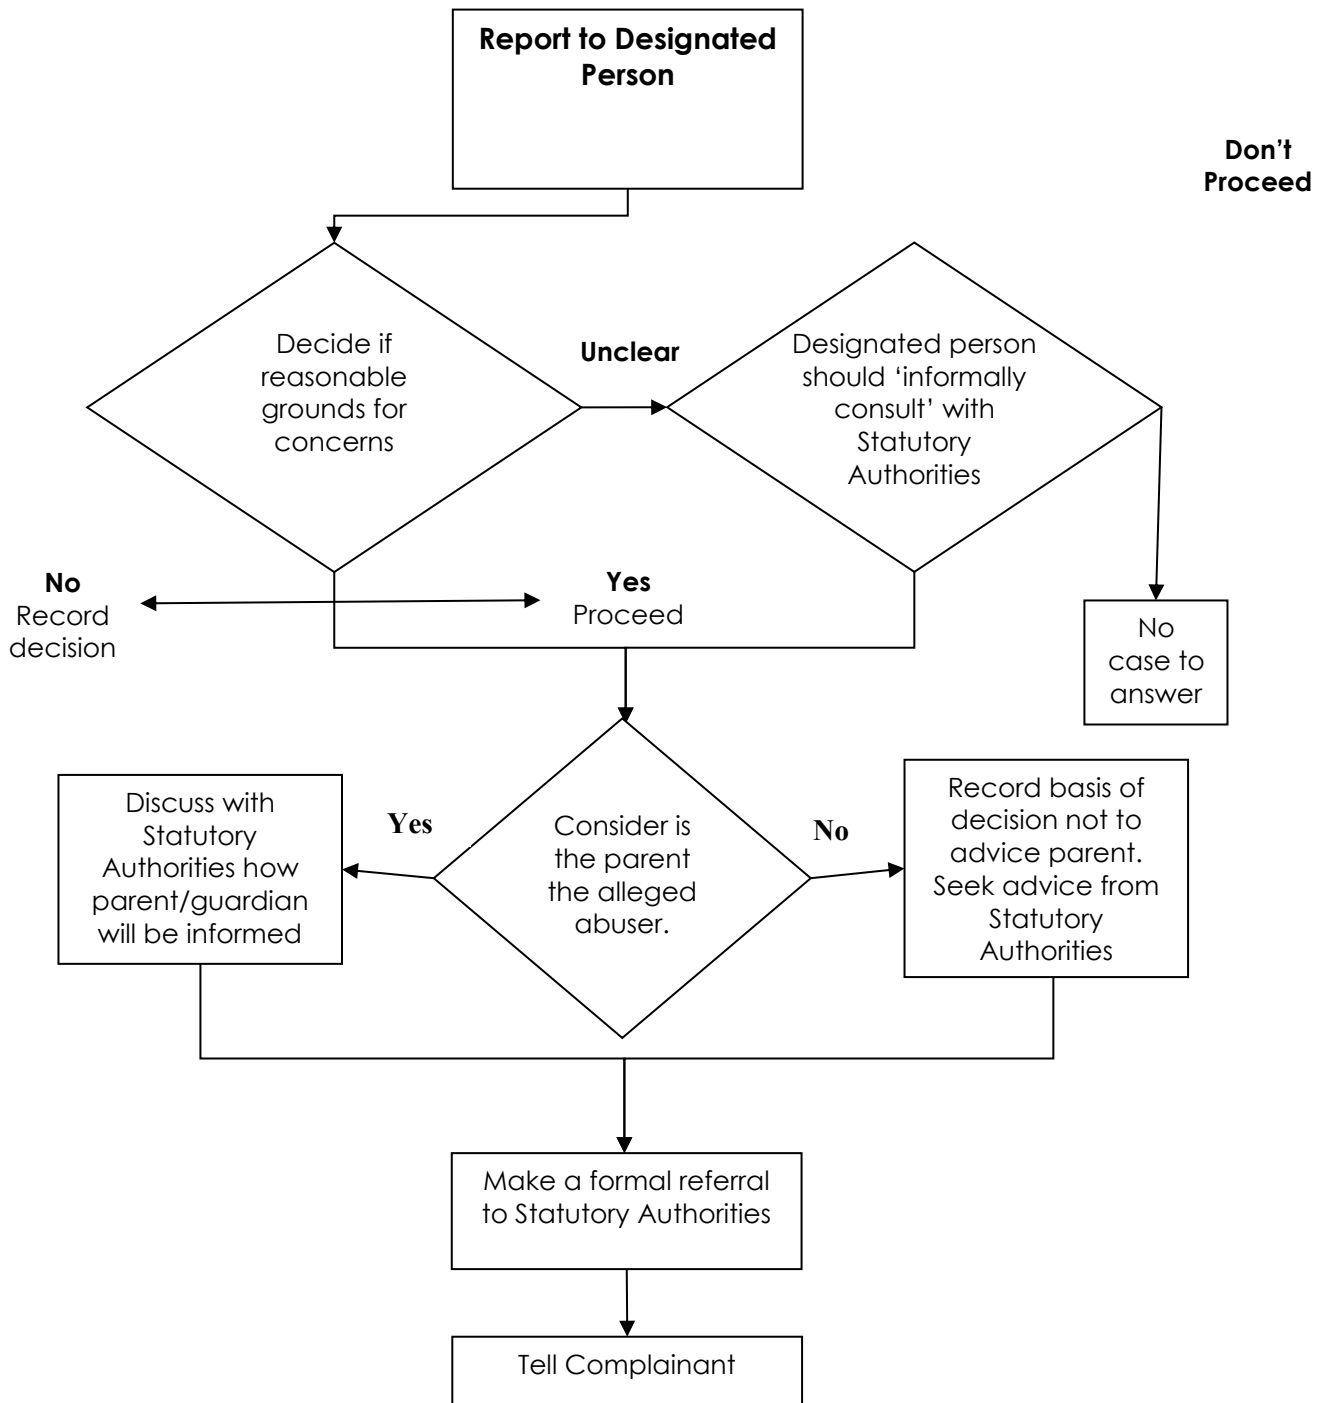 Report to Designated
Person
Don't
Proceed
Decide if
reasonable
grounds for
concerns
Unclear
Designated person
should ‘informally
consult’ with
Statutory
Authorities
No
Record
decision
Yes
Proceed
No
case to
answer
Discuss with
Statutory
Authorities how
parent/guardian
will be informed
Yes
Consider is
the parent
the alleged
abuser.
No
Record basis of
decision not to
advice parent.
Seek advice from
Statutory
Authorities
Make a formal referral
to Statutory Authorities
Tell Complainant